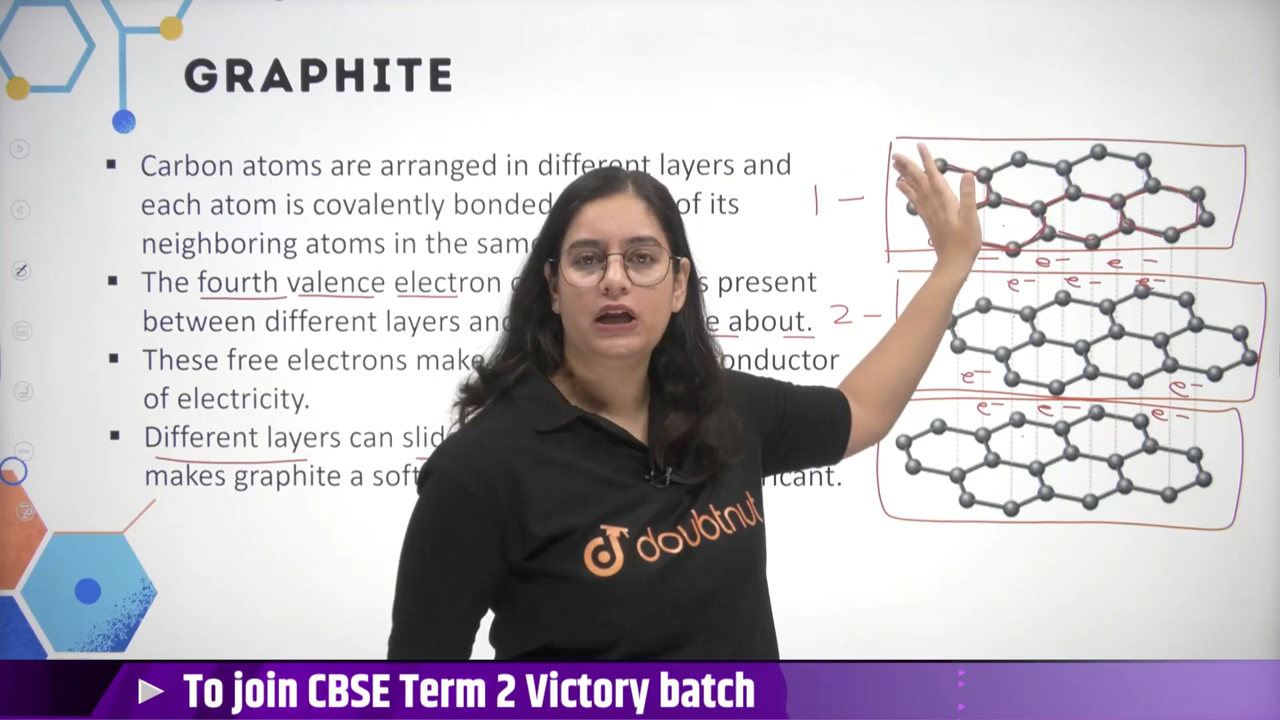 GRAPHITE
Carbon atoms are arranged in different layers and
each atom is covalently bonded of its
neighboring atoms in the same
The fourth valence electron s present
between different layers and e about.
These free electrons make onductor
of electricity.
Different layers can slid
makes graphite a soft icant.
1 -
e- e-
e- e- e-
2 -
e- e-
e- e- e-
doubtnut
To join CBSE Term 2 Victory batch